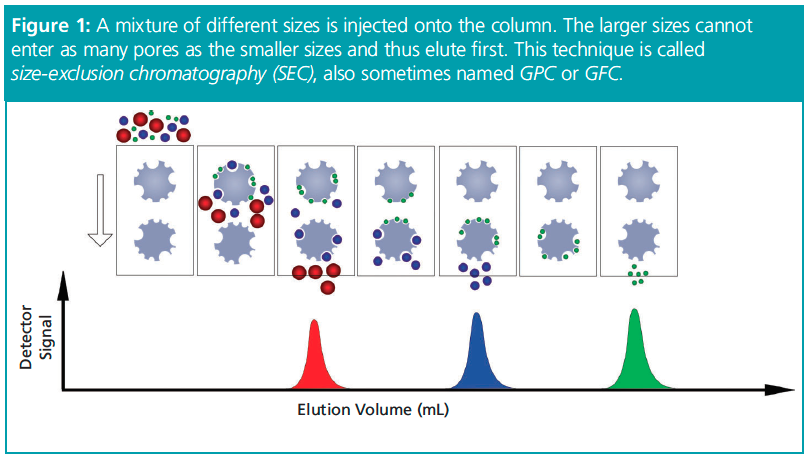 Figure 1: A mixture of different sizes is injected onto the column. The larger sizes cannot
enter as many pores as the smaller sizes and thus elute first. This technique is called
size-exclusion chromatography (SEC), also sometimes named GPC or GFC.
Detector
Signal
Elution Volume (mL)